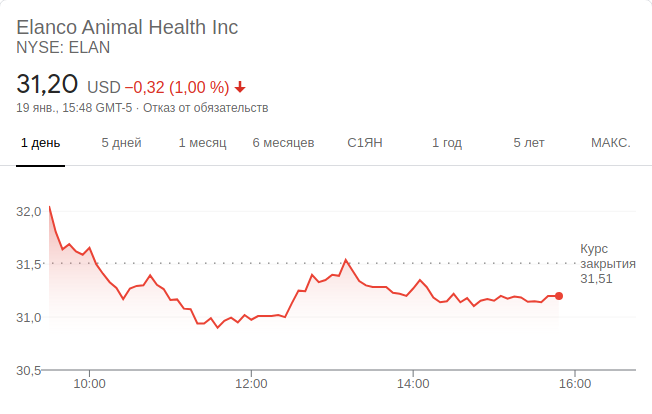 Elanco Animal Health Inc
NYSE: ELAN
31,20 USD −0,32 (1,00 %)
19 янв., 15:48 GMT-5 · Отказ от обязательств
1 день 5 дней 1 месяц 6 месяцев С1ЯН 1 год 5 лет МАКС.
32,0
31,5
31,0
30,5
Курс
закрытия
31,51
10:00 12:00 14:00 16:00